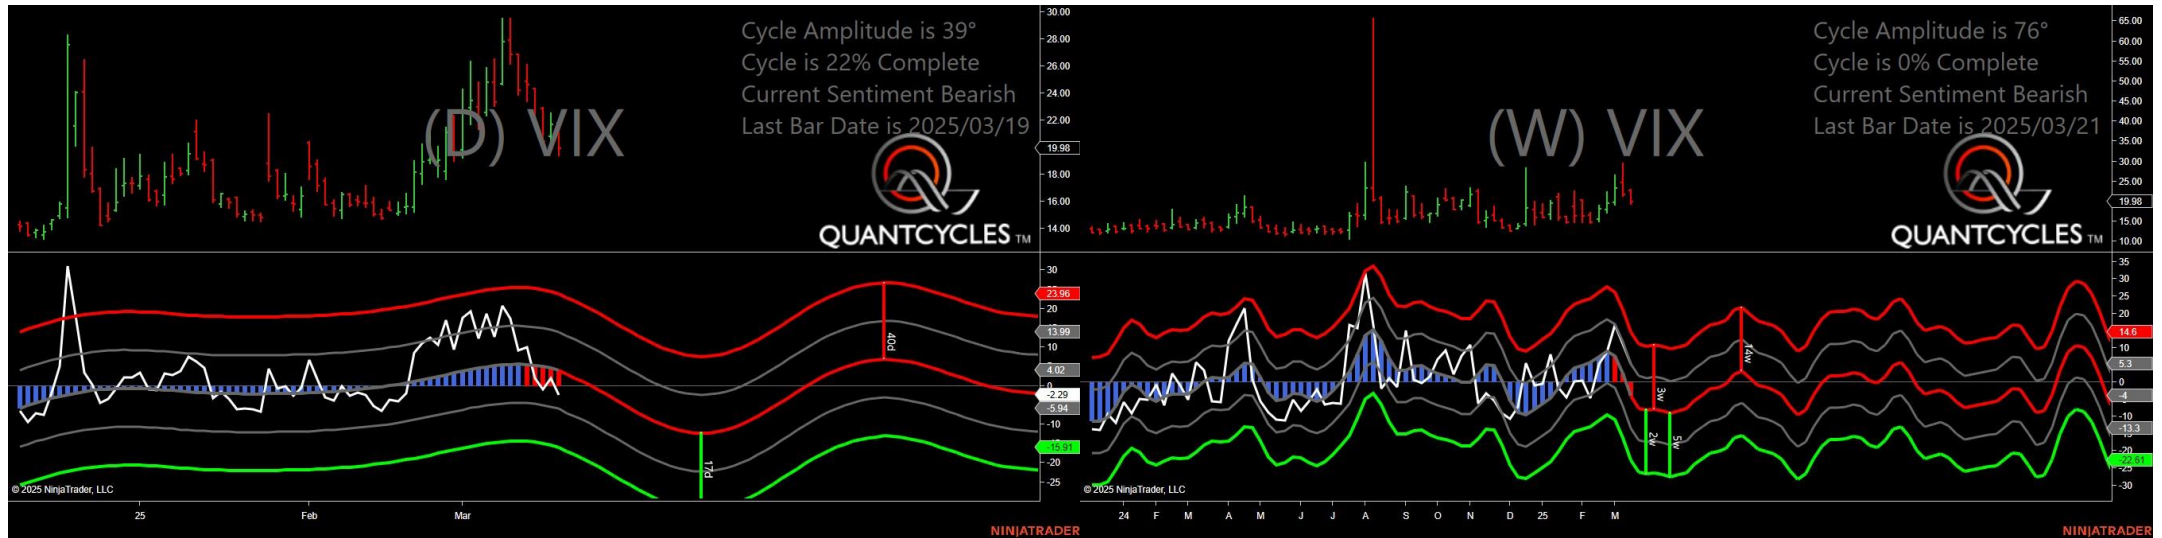 Cycle Amplitude is 39°
Cycle is 22% Complete
Current Sentiment Bearish
Last Bar Date is 2025/03/19
(D) VIX
QUANTCYCLES TM
30.00
28.00
26.00
24.00
22.00
19.98
18.00
16.00
14.00
30
23.96
20
13.99
10
4.02
0
-2.29
-5.94
-10
-15.91
-20
-25
40d
17d
© 2025 NinjaTrader, LLC
25 Feb Mar
NINJATRADER
Cycle Amplitude is 76°
Cycle is 0% Complete
Current Sentiment Bearish
Last Bar Date is 2025/03/21
(W) VIX
QUANTCYCLES TM
65.00
60.00
55.00
50.00
45.00
40.00
35.00
30.00
25.00
19.98
15.00
10.00
35
30
25
20
14.6
10
5.3
0
-4
-10
-13.3
-22.61
-30
3w
14w
2w
5w
© 2025 NinjaTrader, LLC
24 F M A M J J A S O N D 25 F M
NINJATRADER